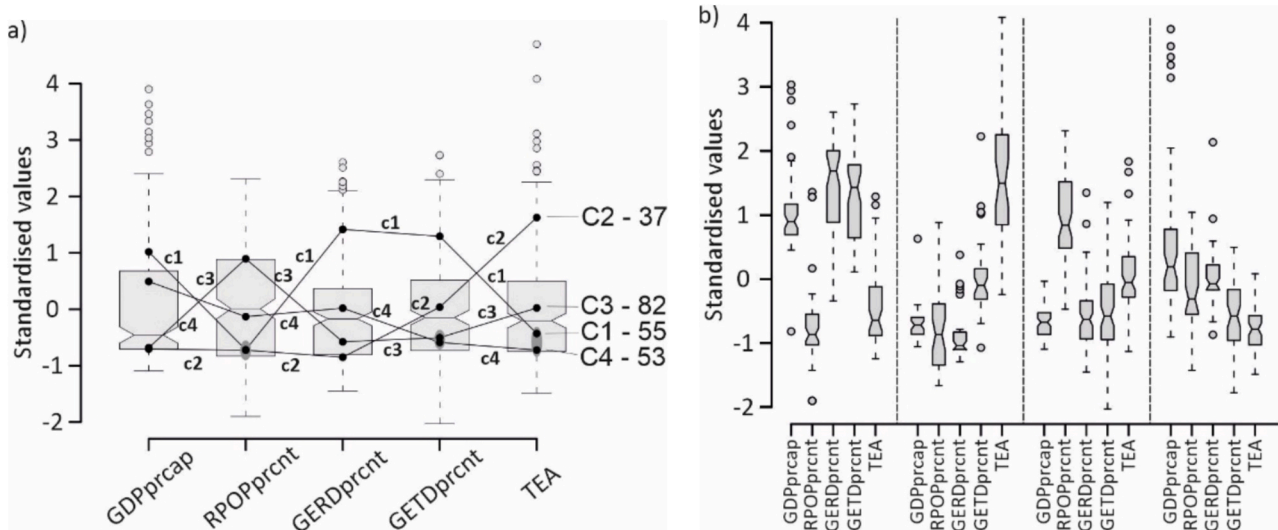 a)
Standardised values
4
3
2
1
0
-1
-2
c1
c4
c3
c2
c3
c4
c1
c2
c1
c4
c3
c2
c2
c1
c3
c4
C2 - 37
C3 - 82
C1 - 55
C4 - 53
GDPprcap
RPOPprcnt
GERDprcnt
GETDprcnt
TEA
b)
Standardised values
4
3
2
1
0
-1
-2
GDPprcap
RPOPprcnt
GERDprcnt
GETDprcnt
TEA
GDPprcap
RPOPprcnt
GERDprcnt
GETDprcnt
TEA
GDPprcap
RPOPprcnt
GERDprcnt
GETDprcnt
TEA
GDPprcap
RPOPprcnt
GERDprcnt
GETDprcnt
TEA